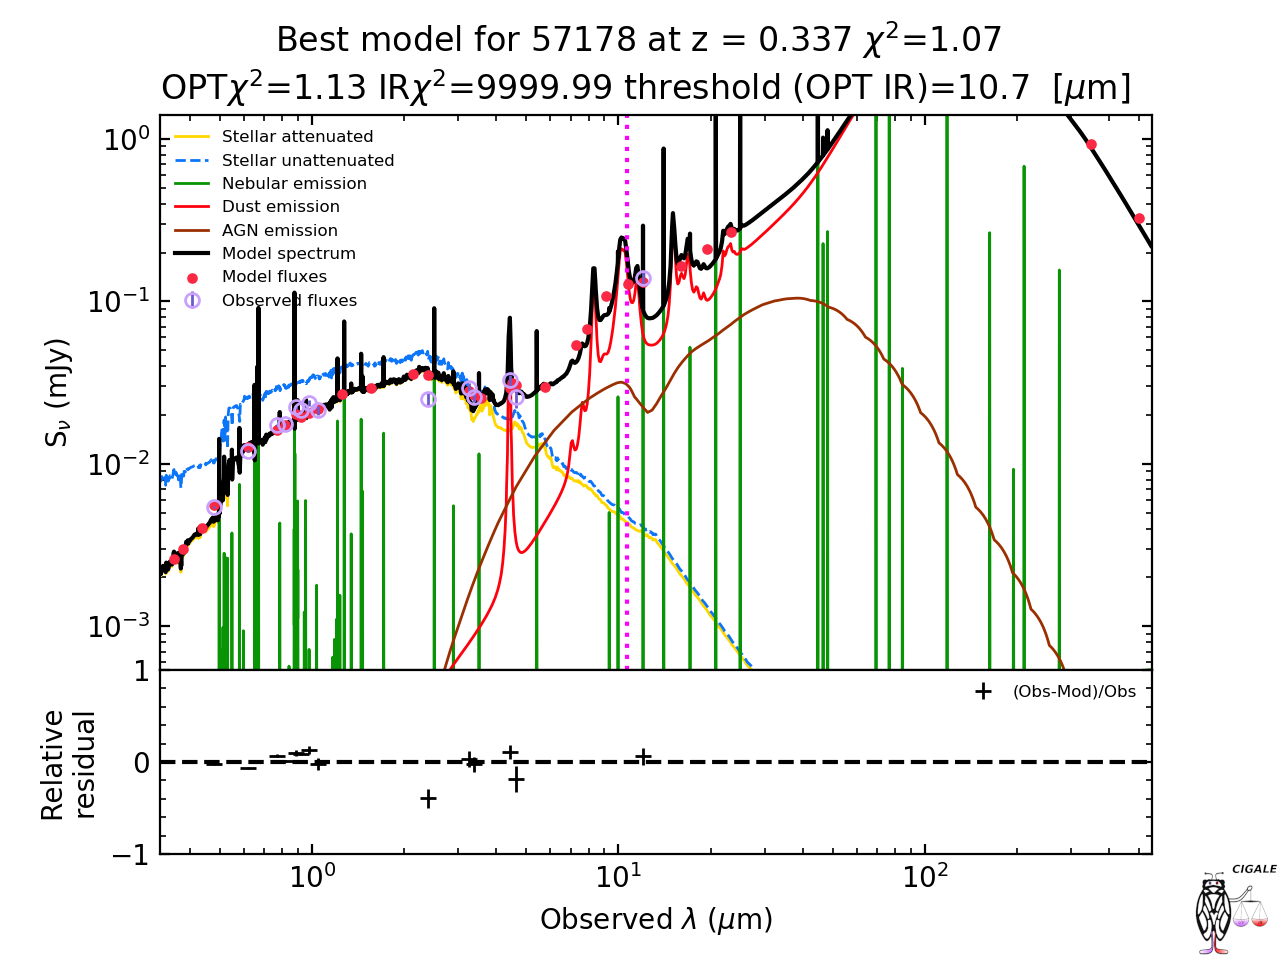 Best model for 57178 at z = 0.337 χ²=1.07
OPTχ²=1.13 IRχ²=9999.99 threshold (OPT IR)=10.7 [μm]
Stellar attenuated
Stellar unattenuated
Nebular emission
Dust emission
AGN emission
Model spectrum
Model fluxes
Observed fluxes
10⁰
10⁻¹
10⁻²
10⁻³
S_ν (mJy)
1
0
−1
Relative
residual
(Obs-Mod)/Obs
10⁰ 10¹ 10²
Observed λ (μm)
CIGALE